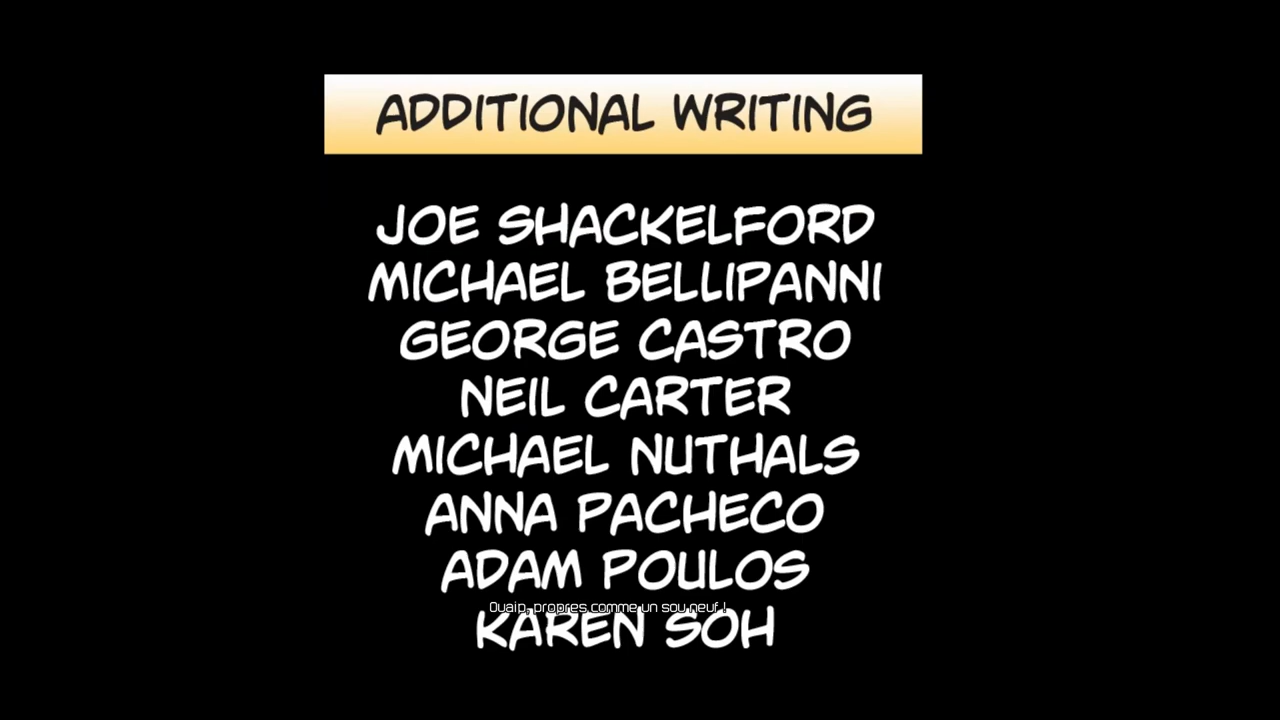 ADDITIONAL WRITING
JOE SHACKELFORD
MICHAEL BELLIPANNI
GEORGE CASTRO
NEIL CARTER
MICHAEL NUTHALS
ANNA PACHECO
ADAM POULOS
Ouaip, propres comme un sou neuf !
KAREN SOH